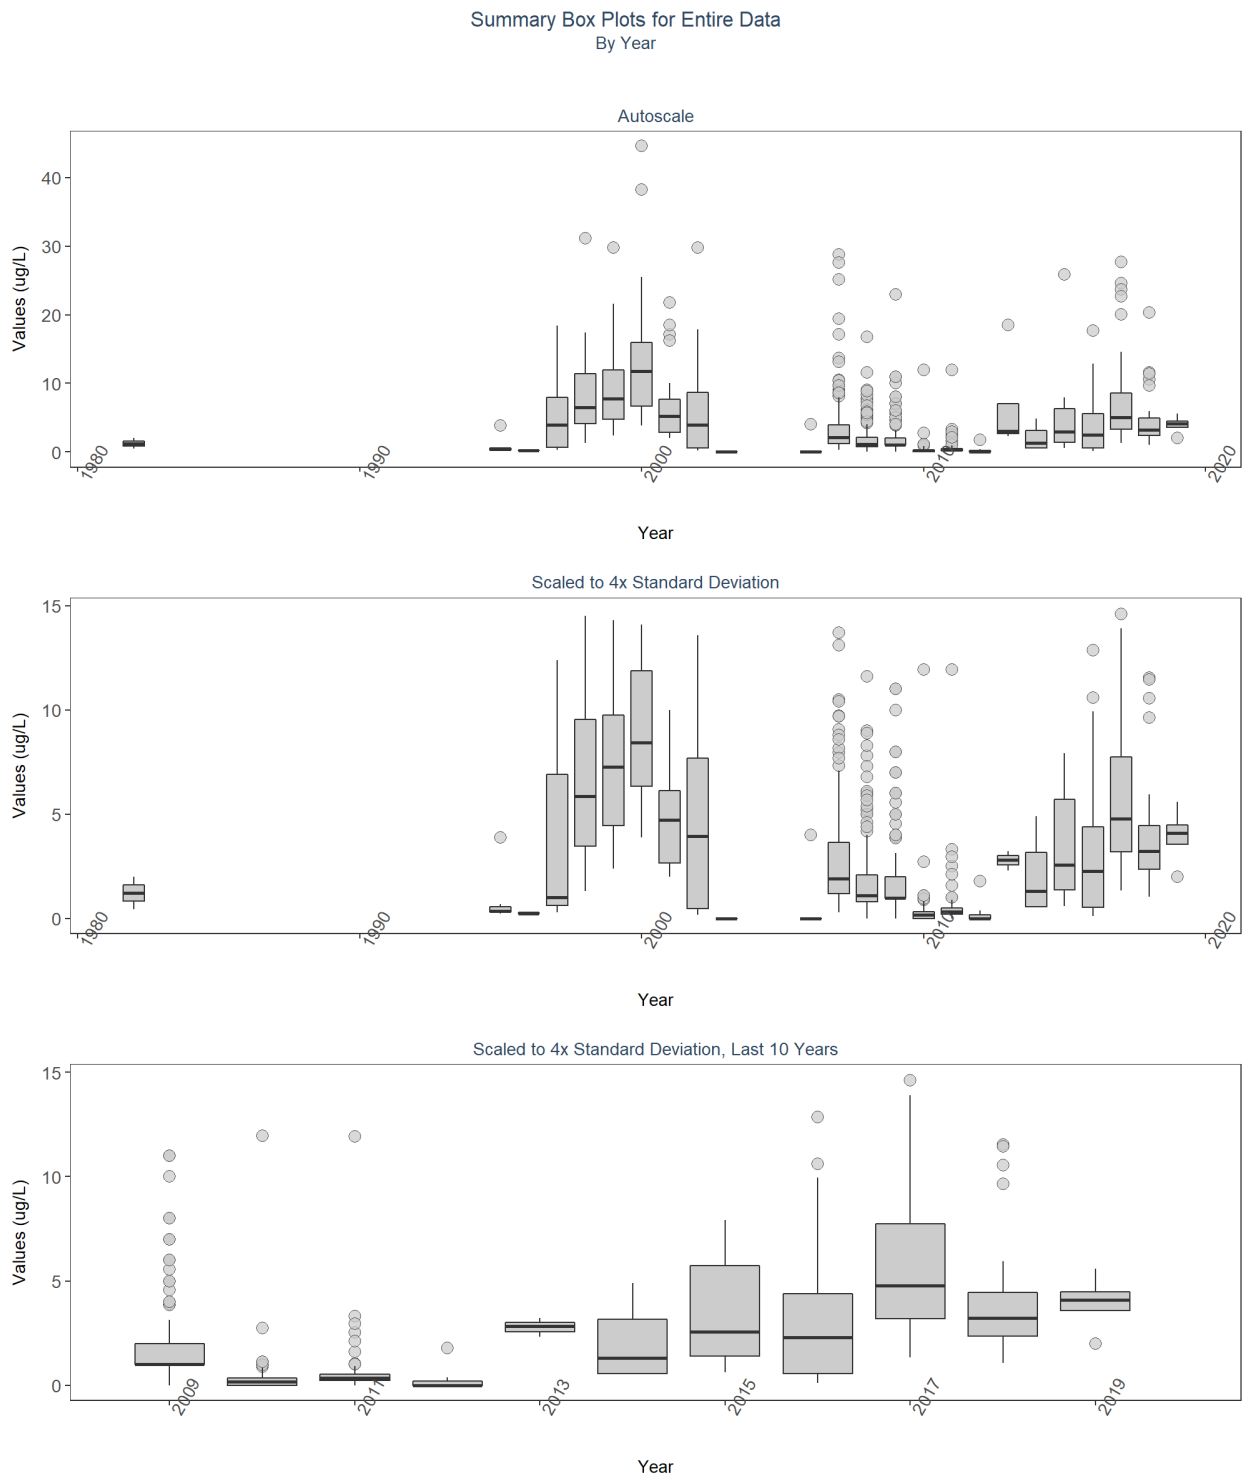 Summary Box Plots for Entire Data
By Year
Autoscale
Values (ug/L)
40
30
20
10
0
1980
1990
2000
2010
2020
Year
Scaled to 4x Standard Deviation
Values (ug/L)
15
10
5
0
1980
1990
2000
2010
2020
Year
Scaled to 4x Standard Deviation, Last 10 Years
Values (ug/L)
15
10
5
0
2009
2011
2013
2015
2017
2019
Year